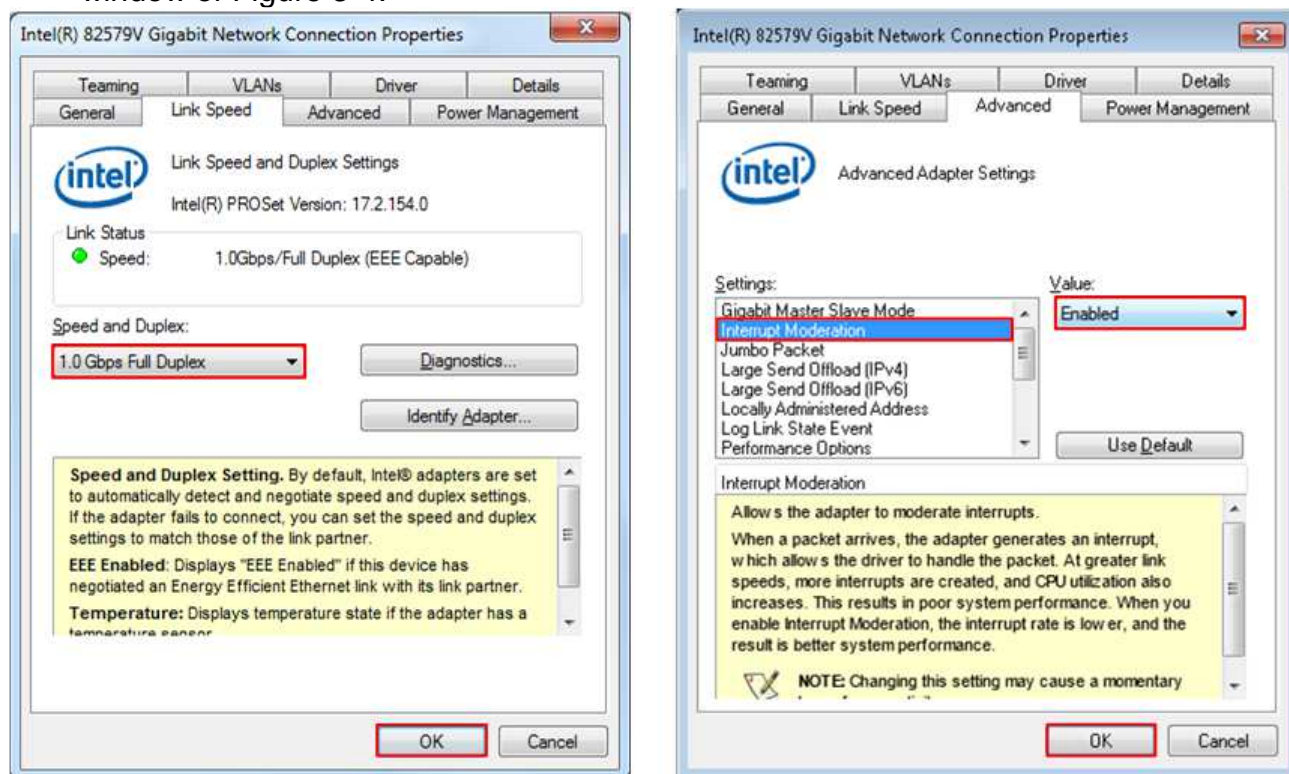 Intel(R) 82579V Gigabit Network Connection Properties
Teaming VLANs Driver Details
General Link Speed Advanced Power Management
intel
Link Speed and Duplex Settings
Intel(R) PROSet Version: 17.2.154.0
Link Status
Speed: 1.0Gbps/Full Duplex (EEE Capable)
Speed and Duplex:
1.0 Gbps Full Duplex
Diagnostics...
Identify Adapter...
Speed and Duplex Setting. By default, Intel® adapters are set
to automatically detect and negotiate speed and duplex settings.
If the adapter fails to connect, you can set the speed and duplex
settings to match those of the link partner.
EEE Enabled: Displays "EEE Enabled" if this device has
negotiated an Energy Efficient Ethernet link with its link partner.
Temperature: Displays temperature state if the adapter has a
temperature sensor
OK Cancel
Intel(R) 82579V Gigabit Network Connection Properties
Teaming VLANs Driver Details
General Link Speed Advanced Power Management
intel
Advanced Adapter Settings
Settings:
Value:
Gigabit Master Slave Mode
Enabled
Interrupt Moderation
Jumbo Packet
Large Send Offload (IPv4)
Large Send Offload (IPv6)
Locally Administered Address
Log Link State Event
Performance Options
Use Default
Interrupt Moderation
Allows the adapter to moderate interrupts.
When a packet arrives, the adapter generates an interrupt,
which allows the driver to handle the packet. At greater link
speeds, more interrupts are created, and CPU utilization also
increases. This results in poor system performance. When you
enable Interrupt Moderation, the interrupt rate is lower, and the
result is better system performance.
NOTE: Changing this setting may cause a momentary
OK Cancel